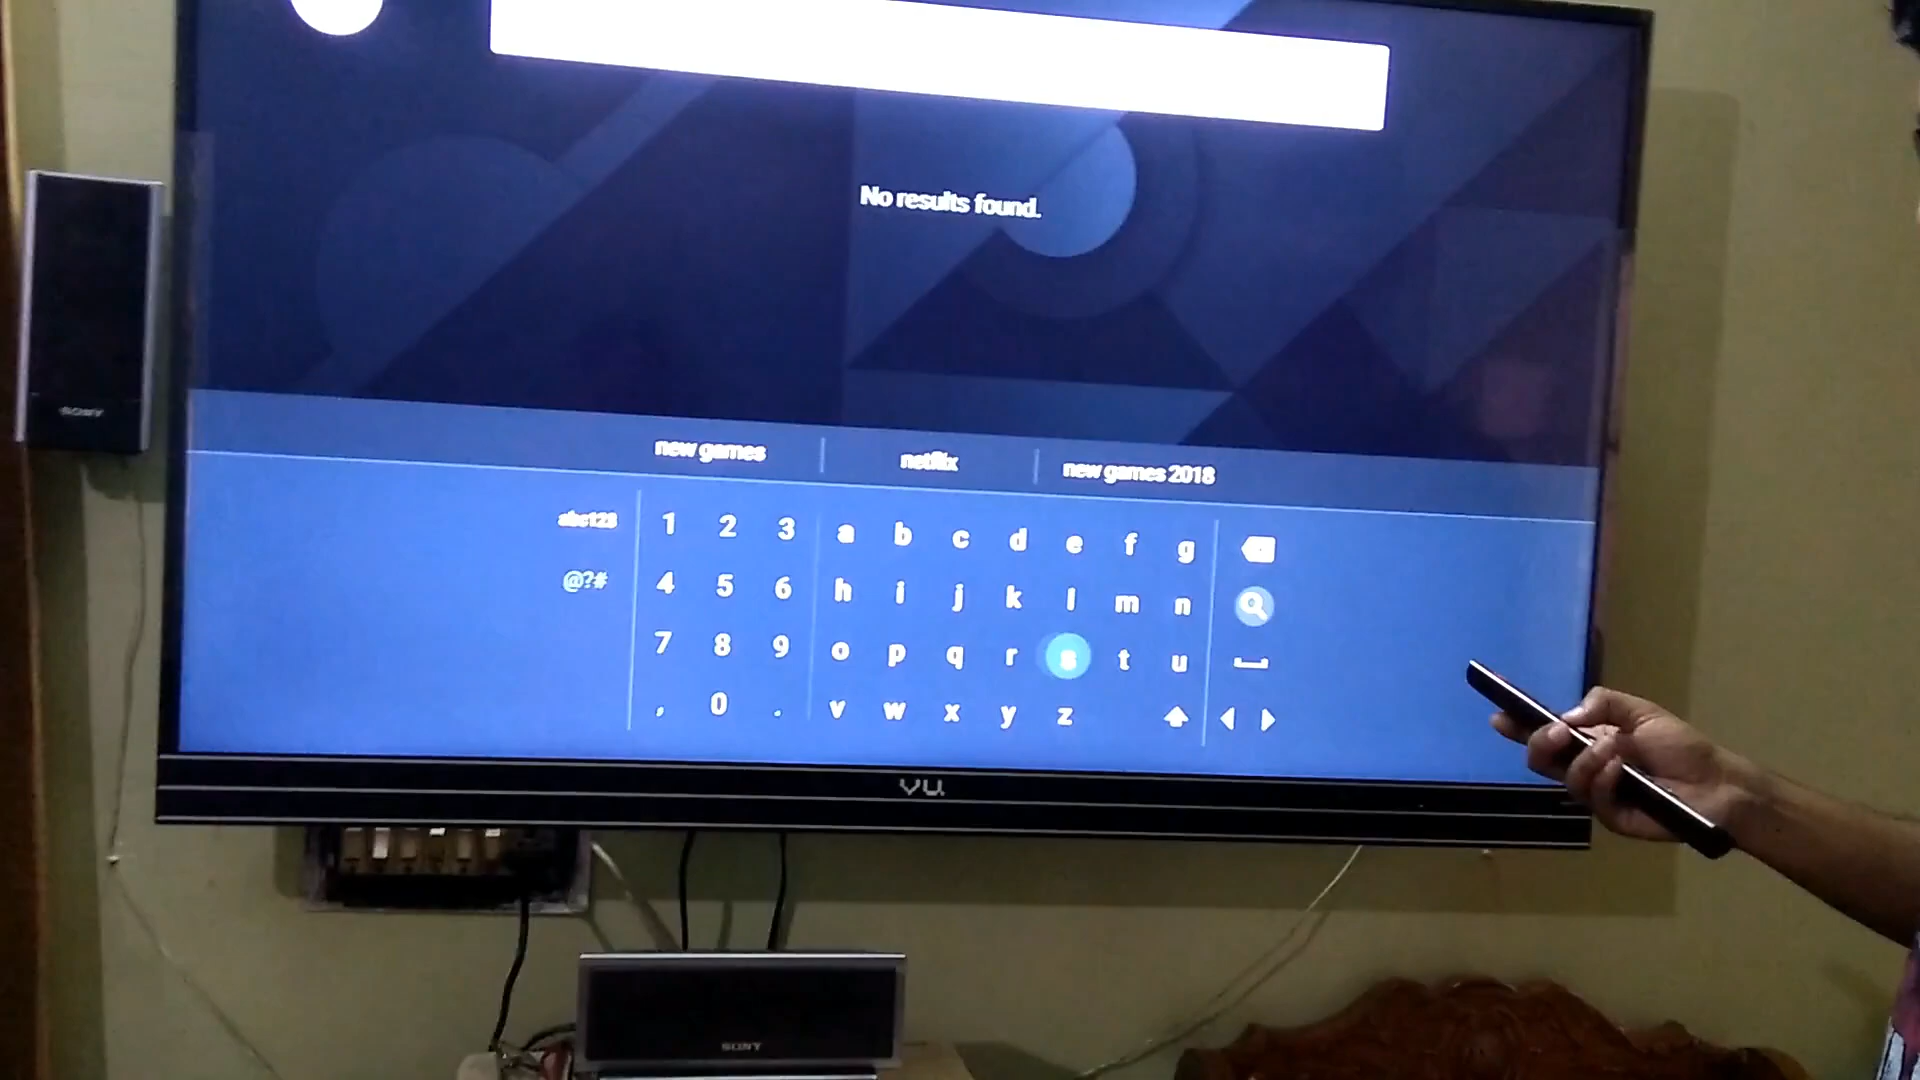 No results found.
new games netflix new games 2018
abc123 1 2 3 a b c d e f g
@?# 4 5 6 h i j k l m n
7 8 9 o p q r s t u
, 0 . v w x y z
VU
SONY
SONY